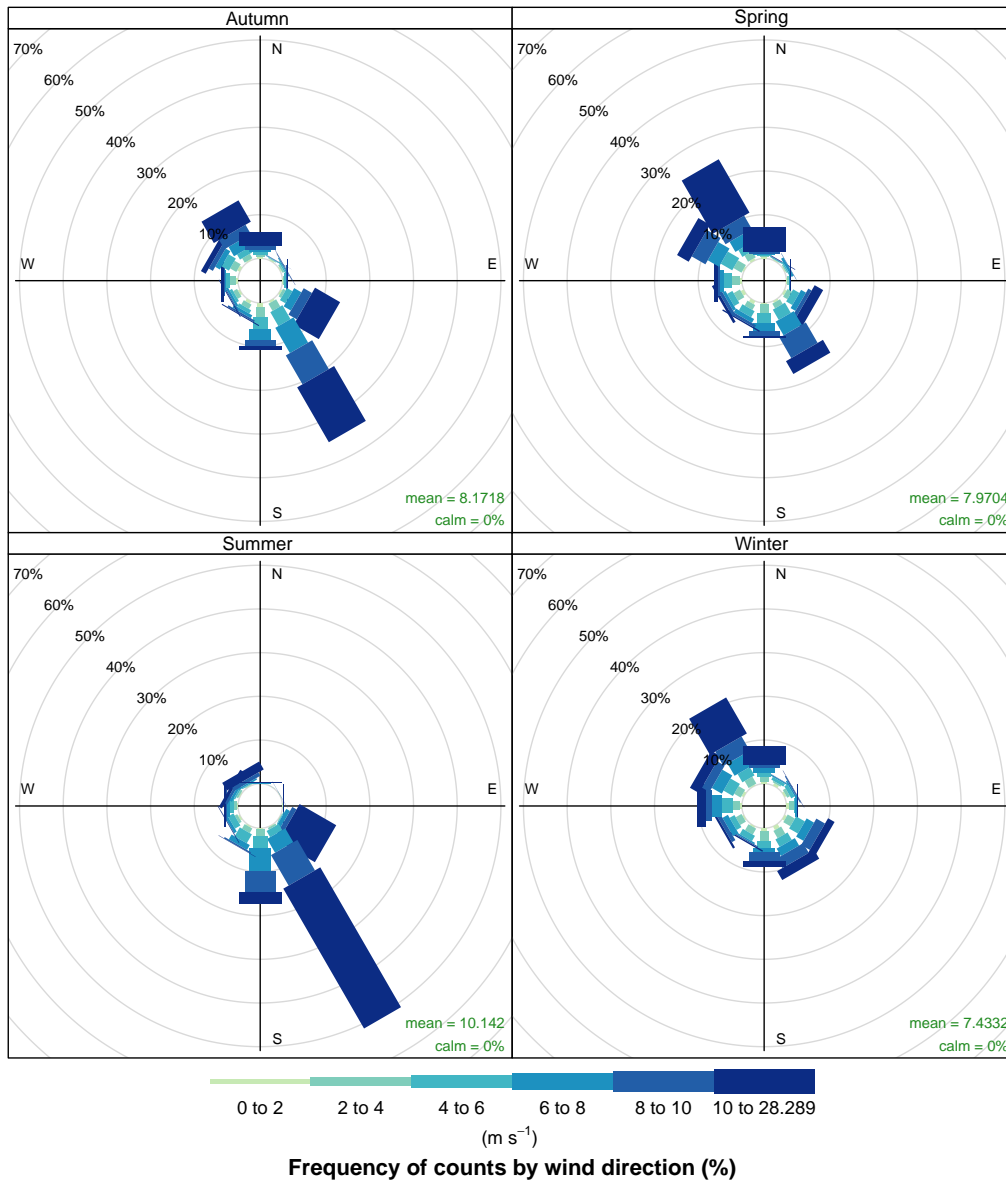 Autumn
70%
60%
50%
40%
30%
20%
10%
N
W
E
S
mean = 8.1718
calm = 0%
Spring
70%
60%
50%
40%
30%
20%
10%
N
W
E
S
mean = 7.9704
calm = 0%
Summer
70%
60%
50%
40%
30%
20%
10%
N
W
E
S
mean = 10.142
calm = 0%
Winter
70%
60%
50%
40%
30%
20%
10%
N
W
E
S
mean = 7.4332
calm = 0%
0 to 2 2 to 4 4 to 6 6 to 8 8 to 10 10 to 28.289
(m s⁻¹)
Frequency of counts by wind direction (%)